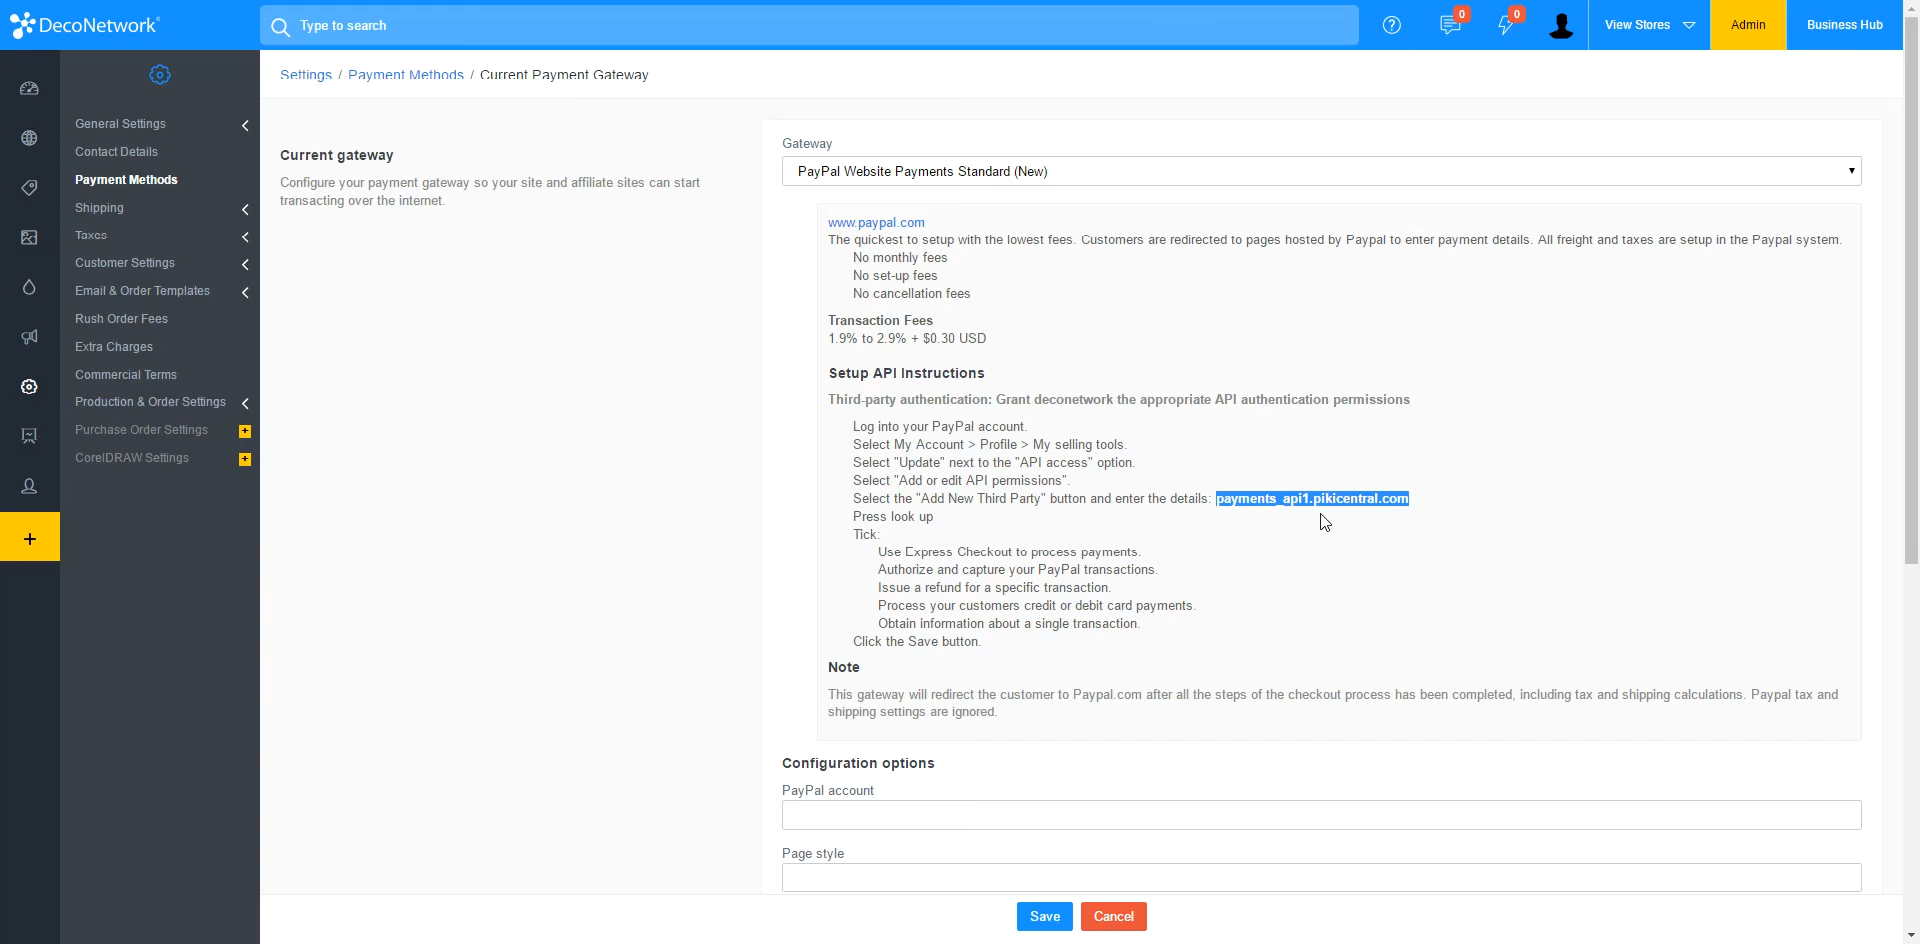 DecoNetwork
Type to search
0
0
View Stores
Admin
Business Hub
Settings / Payment Methods / Current Payment Gateway
General Settings
Contact Details
Payment Methods
Shipping
Taxes
Customer Settings
Email & Order Templates
Rush Order Fees
Extra Charges
Commercial Terms
Production & Order Settings
Purchase Order Settings
CorelDRAW Settings
Current gateway
Configure your payment gateway so your site and affiliate sites can start
transacting over the internet.
Gateway
PayPal Website Payments Standard (New)
www.paypal.com
The quickest to setup with the lowest fees. Customers are redirected to pages hosted by Paypal to enter payment details. All freight and taxes are setup in the Paypal system.
No monthly fees
No set-up fees
No cancellation fees
Transaction Fees
1.9% to 2.9% + $0.30 USD
Setup API Instructions
Third-party authentication: Grant deconetwork the appropriate API authentication permissions
Log into your PayPal account.
Select My Account > Profile > My selling tools.
Select "Update" next to the "API access" option.
Select "Add or edit API permissions".
Select the "Add New Third Party" button and enter the details: payments_api1.pikicentral.com
Press look up
Tick:
Use Express Checkout to process payments.
Authorize and capture your PayPal transactions.
Issue a refund for a specific transaction.
Process your customers credit or debit card payments.
Obtain information about a single transaction.
Click the Save button.
Note
This gateway will redirect the customer to Paypal.com after all the steps of the checkout process has been completed, including tax and shipping calculations. Paypal tax and
shipping settings are ignored.
Configuration options
PayPal account
Page style
Save
Cancel